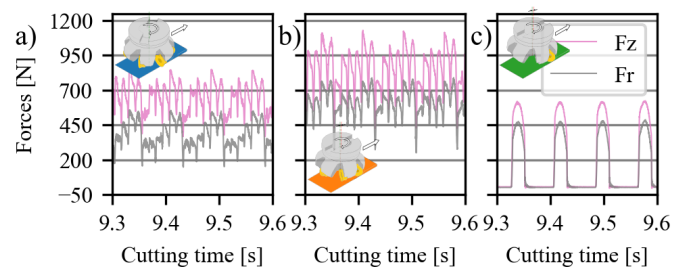 a)
b)
c)
Forces [N]
1200
950
700
450
200
−50
Fz
Fr
9.3 9.4 9.5 9.6
9.3 9.4 9.5 9.6
9.3 9.4 9.5 9.6
Cutting time [s]
Cutting time [s]
Cutting time [s]